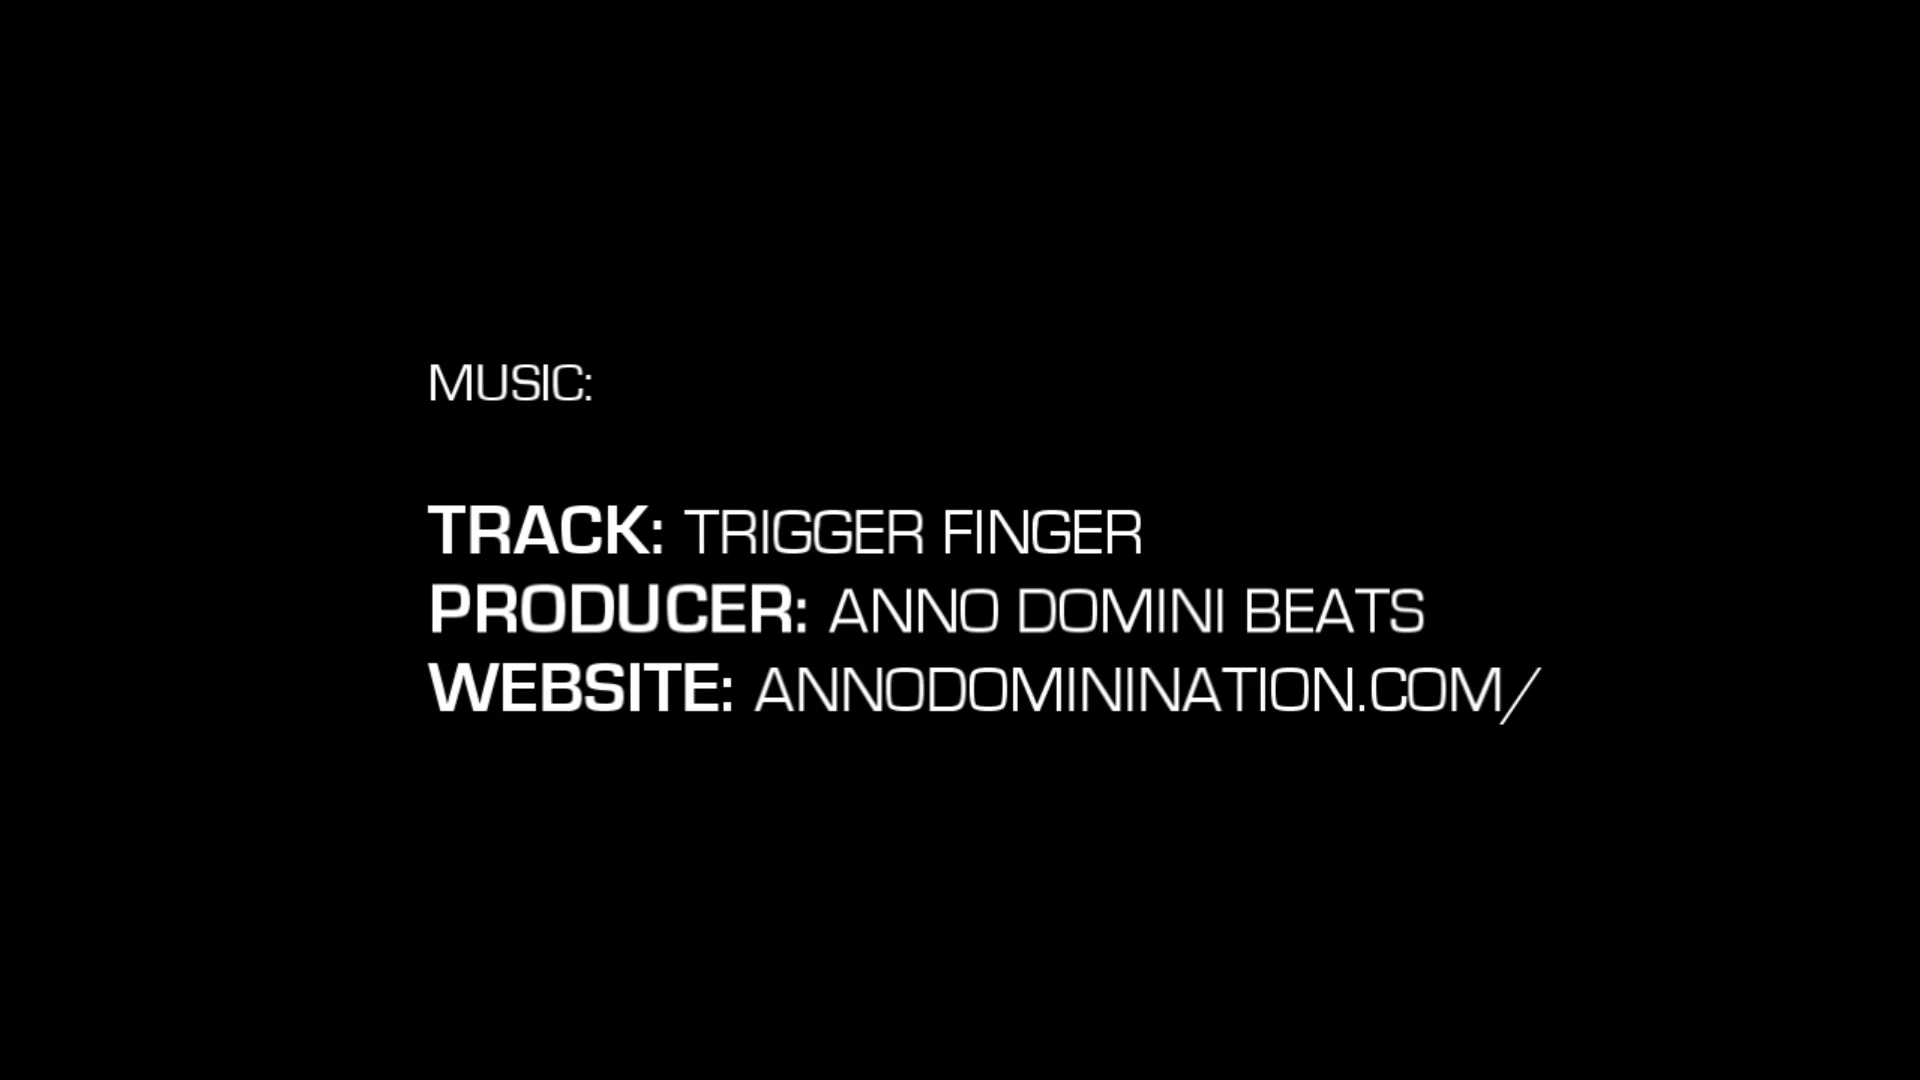 MUSIC:
TRACK: TRIGGER FINGER
PRODUCER: ANNO DOMINI BEATS
WEBSITE: ANNODOMININATION.COM/